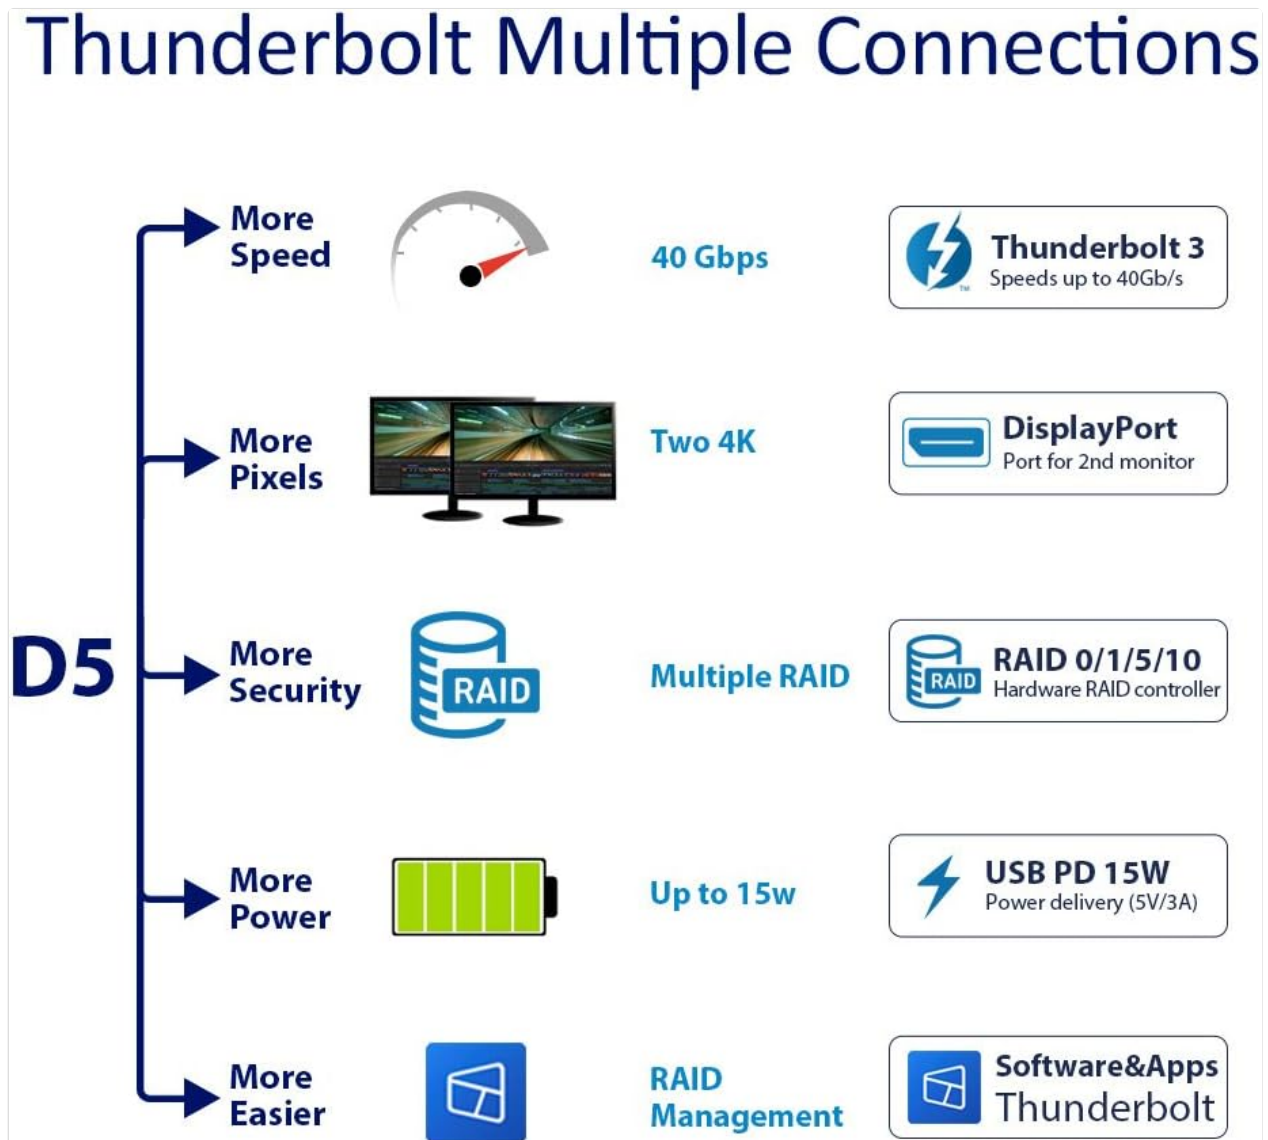 Thunderbolt Multiple Connections
D5
More
Speed
40 Gbps
Thunderbolt 3
Speeds up to 40Gb/s
TM
More
Pixels
Two 4K
DisplayPort
Port for 2nd monitor
More
Security
RAID
Multiple RAID
RAID
RAID 0/1/5/10
Hardware RAID controller
More
Power
Up to 15w
USB PD 15W
Power delivery (5V/3A)
More
Easier
RAID
Management
Software&Apps
Thunderbolt